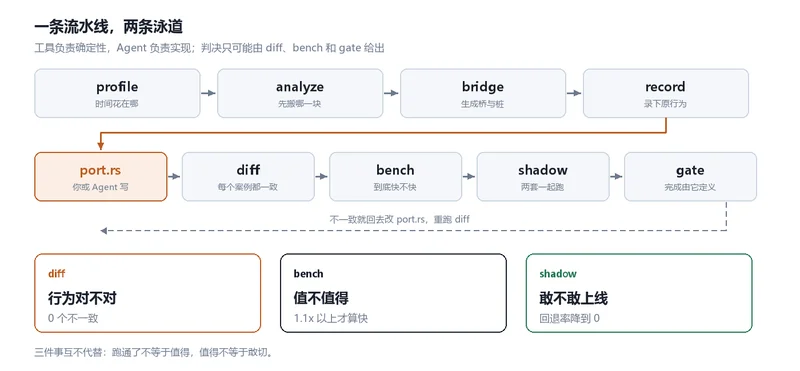 一条流水线，两条泳道
工具负责确定性，Agent 负责实现；判决只可能由 diff、bench 和 gate 给出
profile
时间花在哪
analyze
先搬哪一块
bridge
生成桥与桩
record
录下原行为
port.rs
你或 Agent 写
diff
每个案例都一致
bench
到底快不快
shadow
两套一起跑
gate
完成由它定义
不一致就回去改 port.rs，重跑 diff
diff
行为对不对
0 个不一致
bench
值不值得
1.1x 以上才算快
shadow
敢不敢上线
回退率降到 0
三件事互不代替：跑通了不等于值得，值得不等于敢切。